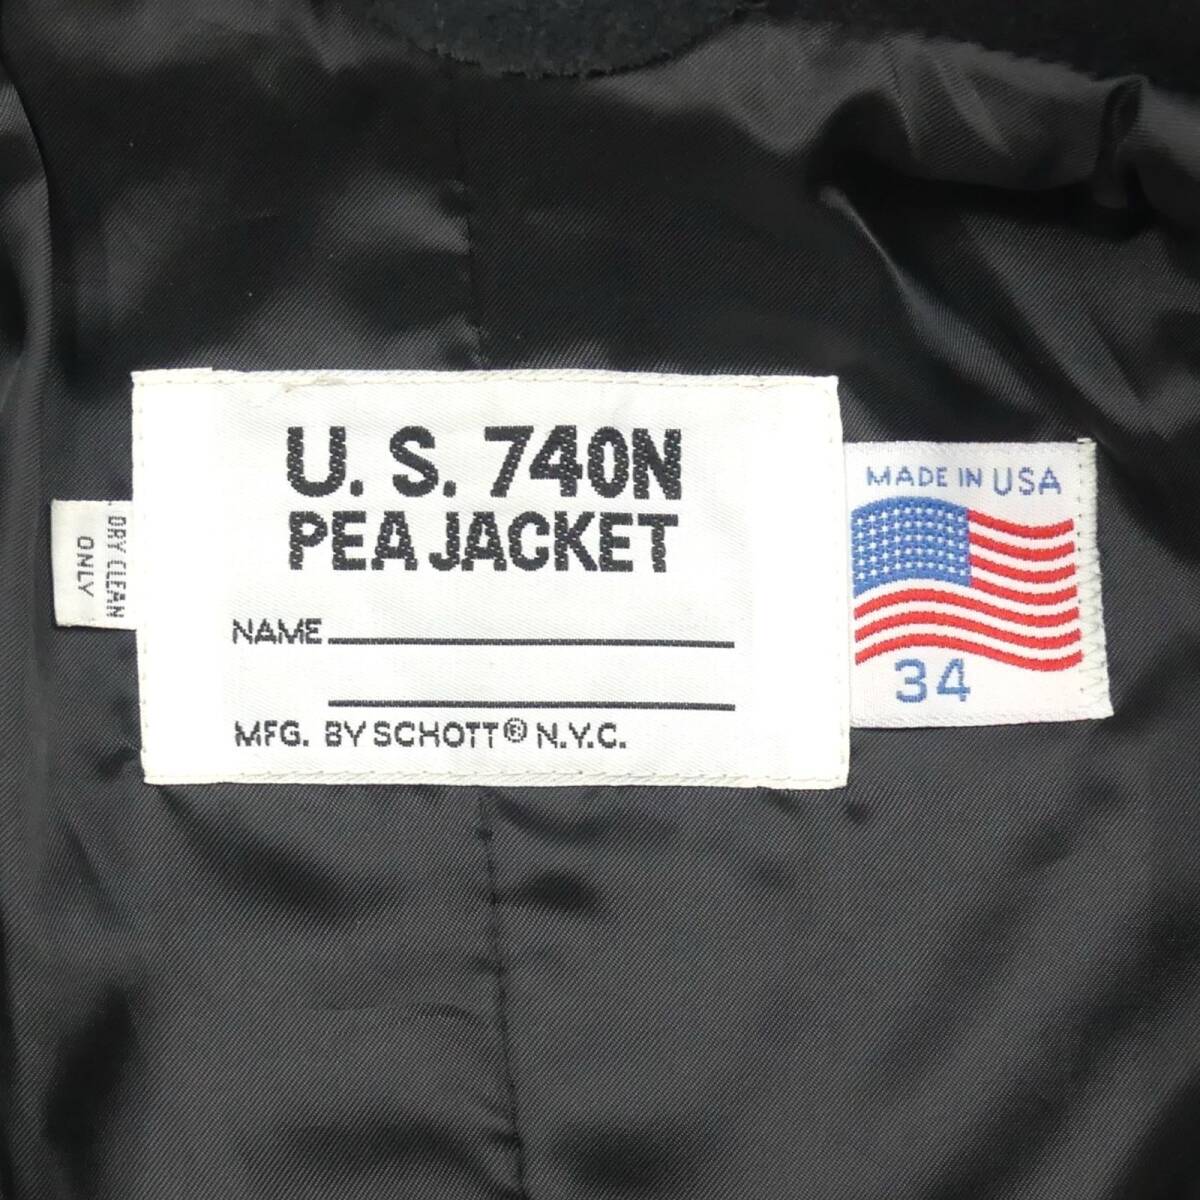 U. S. 740N
PEA JACKET
NAME
MFG. BY SCHOTT® N.Y.C.
MADE IN USA
34
DRY CLEAN
ONLY